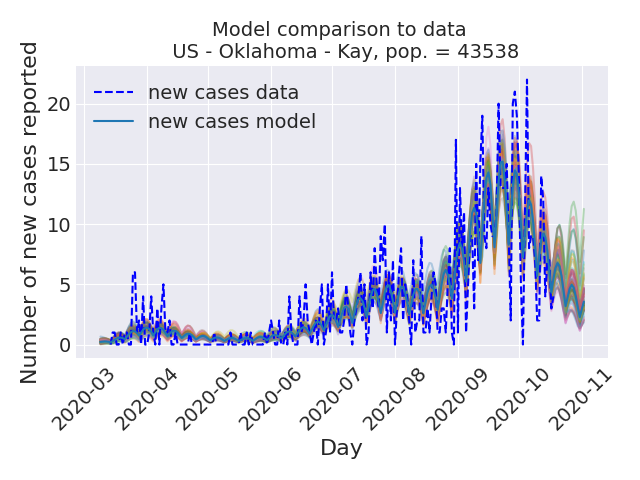 Model comparison to data
US - Oklahoma - Kay, pop. = 43538
new cases data
new cases model
Number of new cases reported
20
15
10
5
0
2020-03
2020-04
2020-05
2020-06
2020-07
2020-08
2020-09
2020-10
2020-11
Day